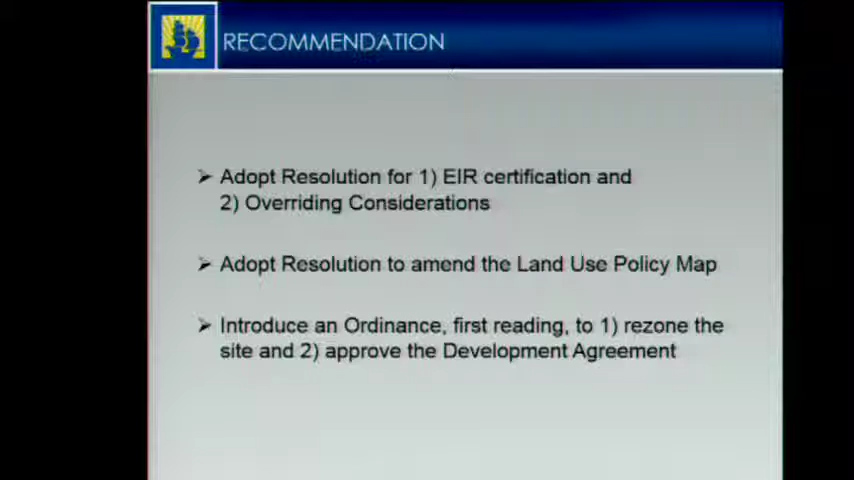 RECOMMENDATION
Adopt Resolution for 1) EIR certification and
2) Overriding Considerations
Adopt Resolution to amend the Land Use Policy Map
Introduce an Ordinance, first reading, to 1) rezone the
site and 2) approve the Development Agreement